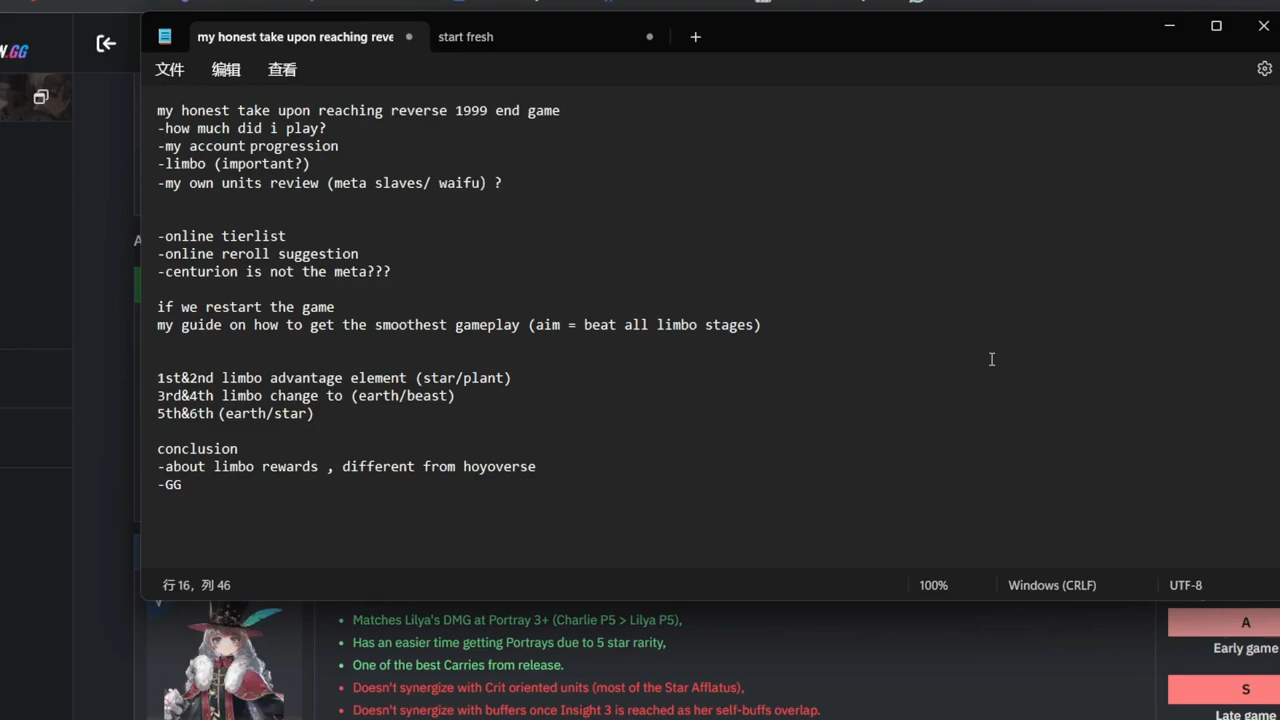 W.GG
my honest take upon reaching reve
start fresh
文件 编辑 查看
my honest take upon reaching reverse 1999 end game
-how much did i play?
-my account progression
-limbo (important?)
-my own units review (meta slaves/ waifu) ?
-online tierlist
-online reroll suggestion
-centurion is not the meta???
if we restart the game
my guide on how to get the smoothest gameplay (aim = beat all limbo stages)
1st&2nd limbo advantage element (star/plant)
3rd&4th limbo change to (earth/beast)
5th&6th (earth/star)
conclusion
-about limbo rewards , different from hoyoverse
-GG
行 16, 列 46
100%
Windows (CRLF)
UTF-8
Matches Lilya's DMG at Portray 3+ (Charlie P5 > Lilya P5),
Has an easier time getting Portrays due to 5 star rarity,
One of the best Carries from release.
Doesn't synergize with Crit oriented units (most of the Star Afflatus),
Doesn't synergize with buffers once Insight 3 is reached as her self-buffs overlap.
A
Early game
S
Late game